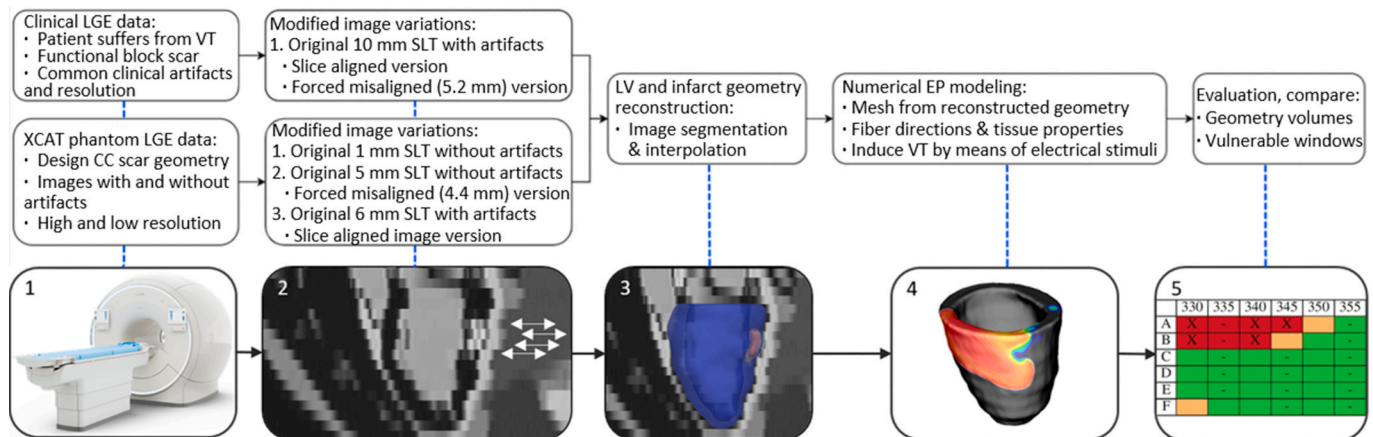 Clinical LGE data:
· Patient suffers from VT
· Functional block scar
· Common clinical artifacts
and resolution
Modified image variations:
1. Original 10 mm SLT with artifacts
· Slice aligned version
· Forced misaligned (5.2 mm) version
XCAT phantom LGE data:
· Design CC scar geometry
· Images with and without
artifacts
· High and low resolution
Modified image variations:
1. Original 1 mm SLT without artifacts
2. Original 5 mm SLT without artifacts
· Forced misaligned (4.4 mm) version
3. Original 6 mm SLT with artifacts
· Slice aligned image version
LV and infarct geometry
reconstruction:
· Image segmentation
& interpolation
Numerical EP modeling:
· Mesh from reconstructed geometry
· Fiber directions & tissue properties
· Induce VT by means of electrical stimuli
Evaluation, compare:
· Geometry volumes
· Vulnerable windows
1
2
3
4
5
330 335 340 345 350 355
A X - X X -
B X - X -
C - - - - -
D - - - - -
E - - - - -
F - - - - -